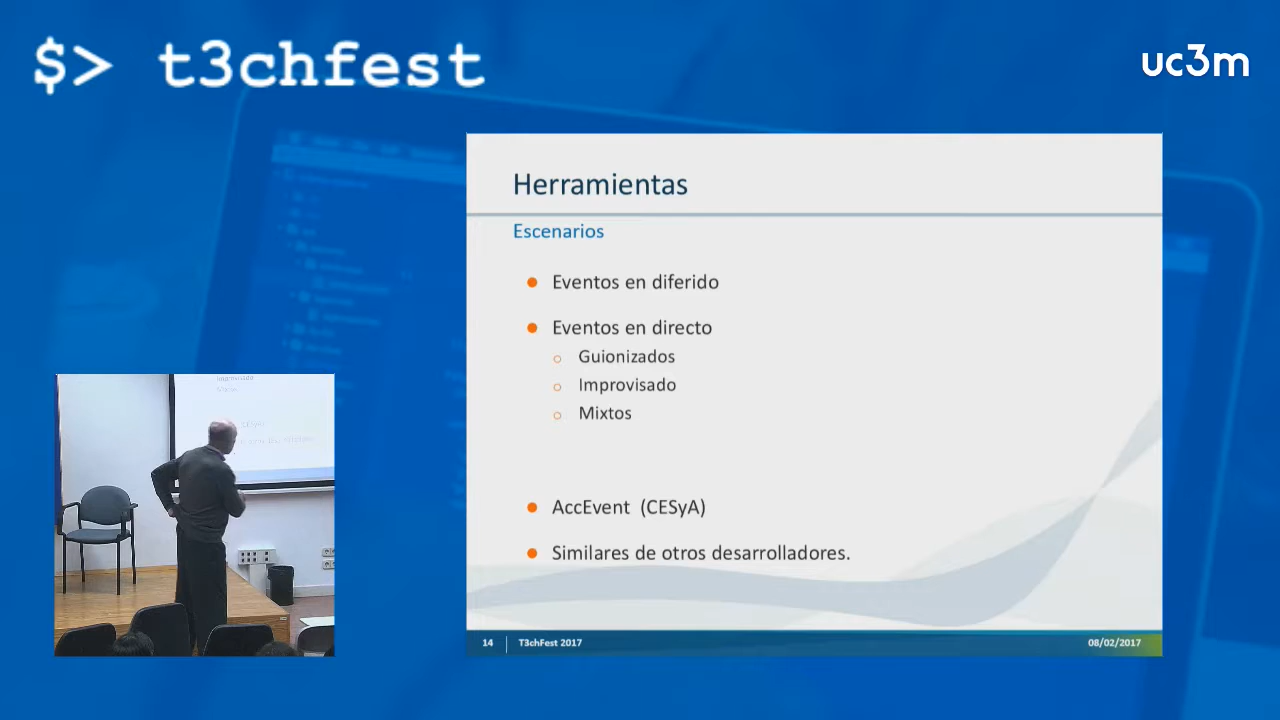 $> t3chfest
uc3m
Herramientas
Escenarios
Eventos en diferido
Eventos en directo
Guionizados
Improvisado
Mixtos
AccEvent (CESyA)
Similares de otros desarrolladores.
14
T3chFest 2017
08/02/2017